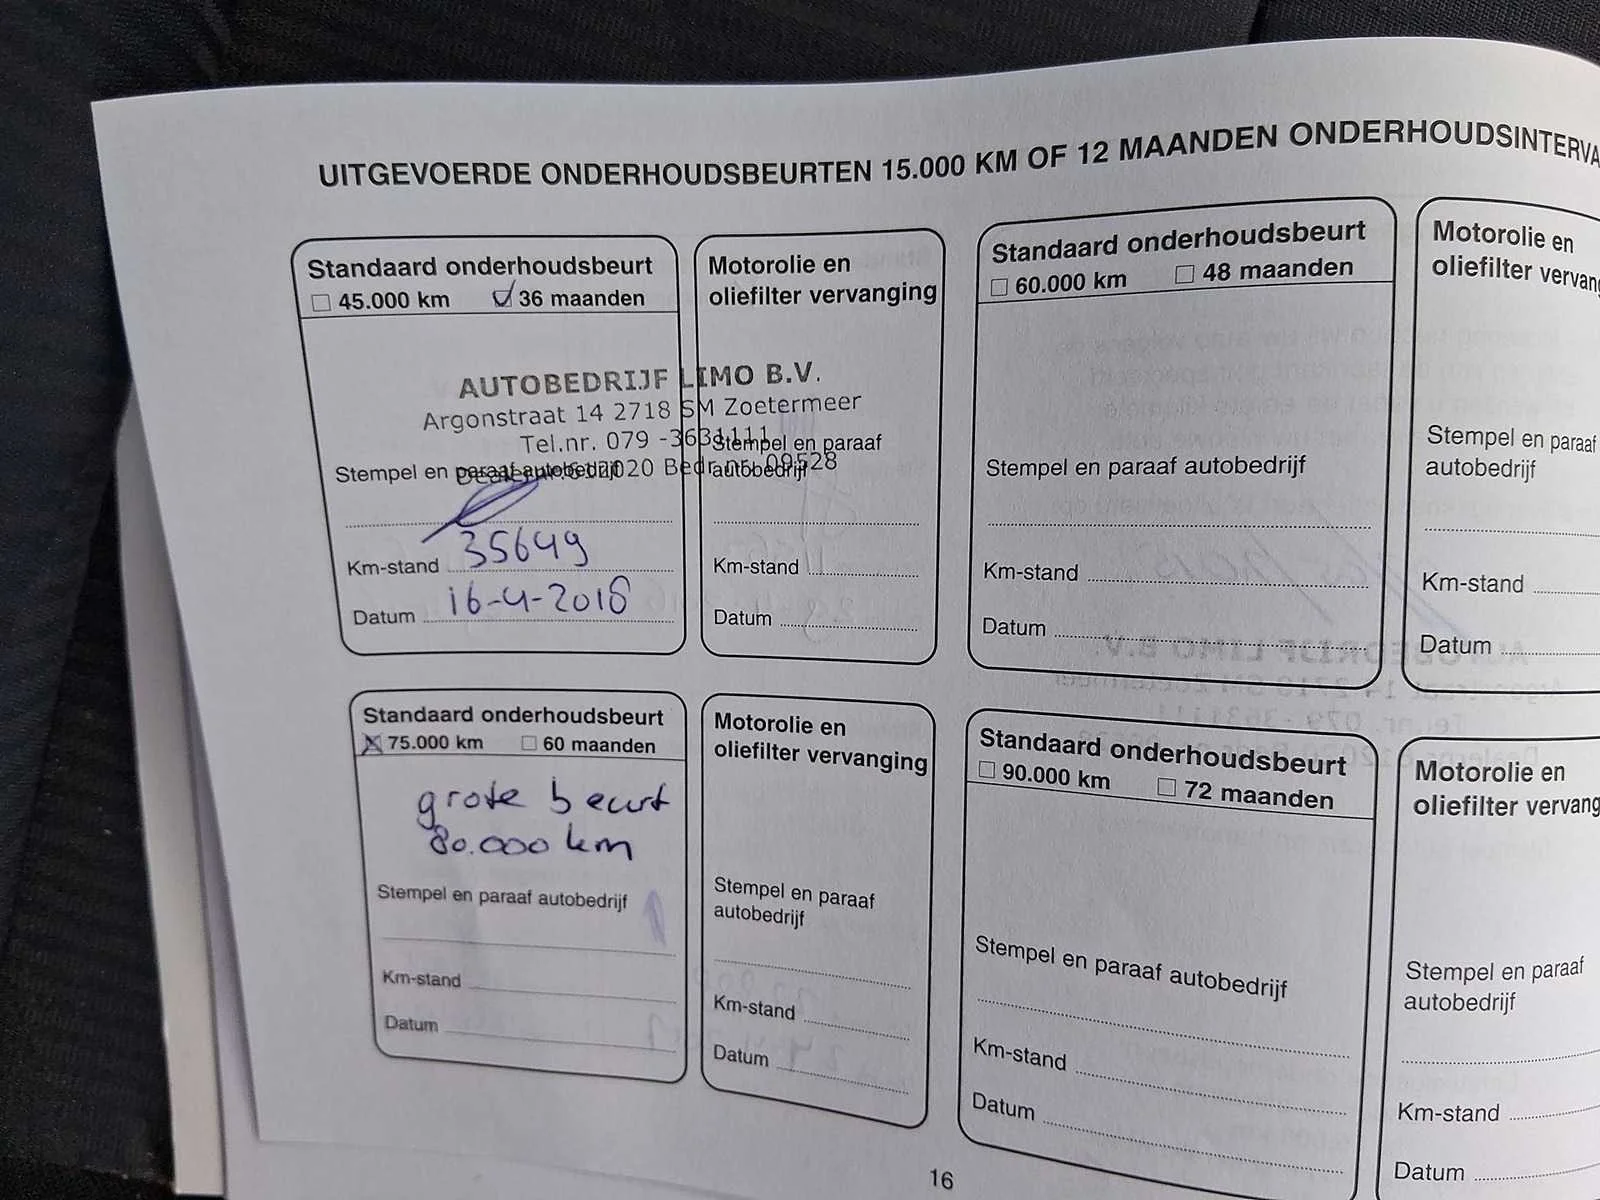 UITGEVOERDE ONDERHOUDSBEURTEN 15.000 KM OF 12 MAANDEN ONDERHOUDSINTERVA
Standaard onderhoudsbeurt
45.000 km 36 maanden
AUTOBEDRIJF LIMO B.V.
Argonstraat 14 2718 SM Zoetermeer
Tel.nr. 079 -3631111
Dealernr. 612020 Bedr.nr. 09528
Stempel en paraaf autobedrijf
Km-stand 35649
Datum 16-4-2018
Motorolie en
oliefilter vervanging
Stempel en paraaf
autobedrijf
Km-stand
Datum
Standaard onderhoudsbeurt
60.000 km 48 maanden
Stempel en paraaf autobedrijf
Km-stand
Datum
Motorolie en
oliefilter vervang
Stempel en paraaf
autobedrijf
Km-stand
Datum
Standaard onderhoudsbeurt
75.000 km 60 maanden
grote beurt
80.000 km
Stempel en paraaf autobedrijf
Km-stand
Datum
Motorolie en
oliefilter vervanging
Stempel en paraaf
autobedrijf
Km-stand
Datum
Standaard onderhoudsbeurt
90.000 km 72 maanden
Stempel en paraaf autobedrijf
Km-stand
Datum
Motorolie en
oliefilter vervang
Stempel en paraaf
autobedrijf
Km-stand
Datum
16